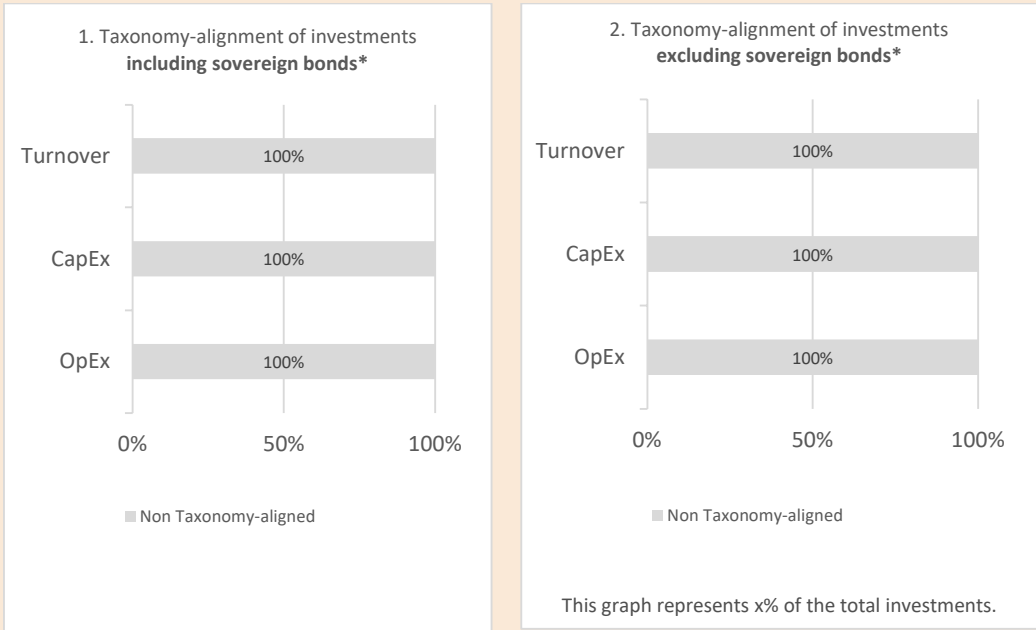 1. Taxonomy-alignment of investments
including sovereign bonds*
Turnover
100%
CapEx
100%
OpEx
100%
0%
50%
100%
Non Taxonomy-aligned
2. Taxonomy-alignment of investments
excluding sovereign bonds*
Turnover
100%
CapEx
100%
OpEx
100%
0%
50%
100%
Non Taxonomy-aligned
This graph represents x% of the total investments.